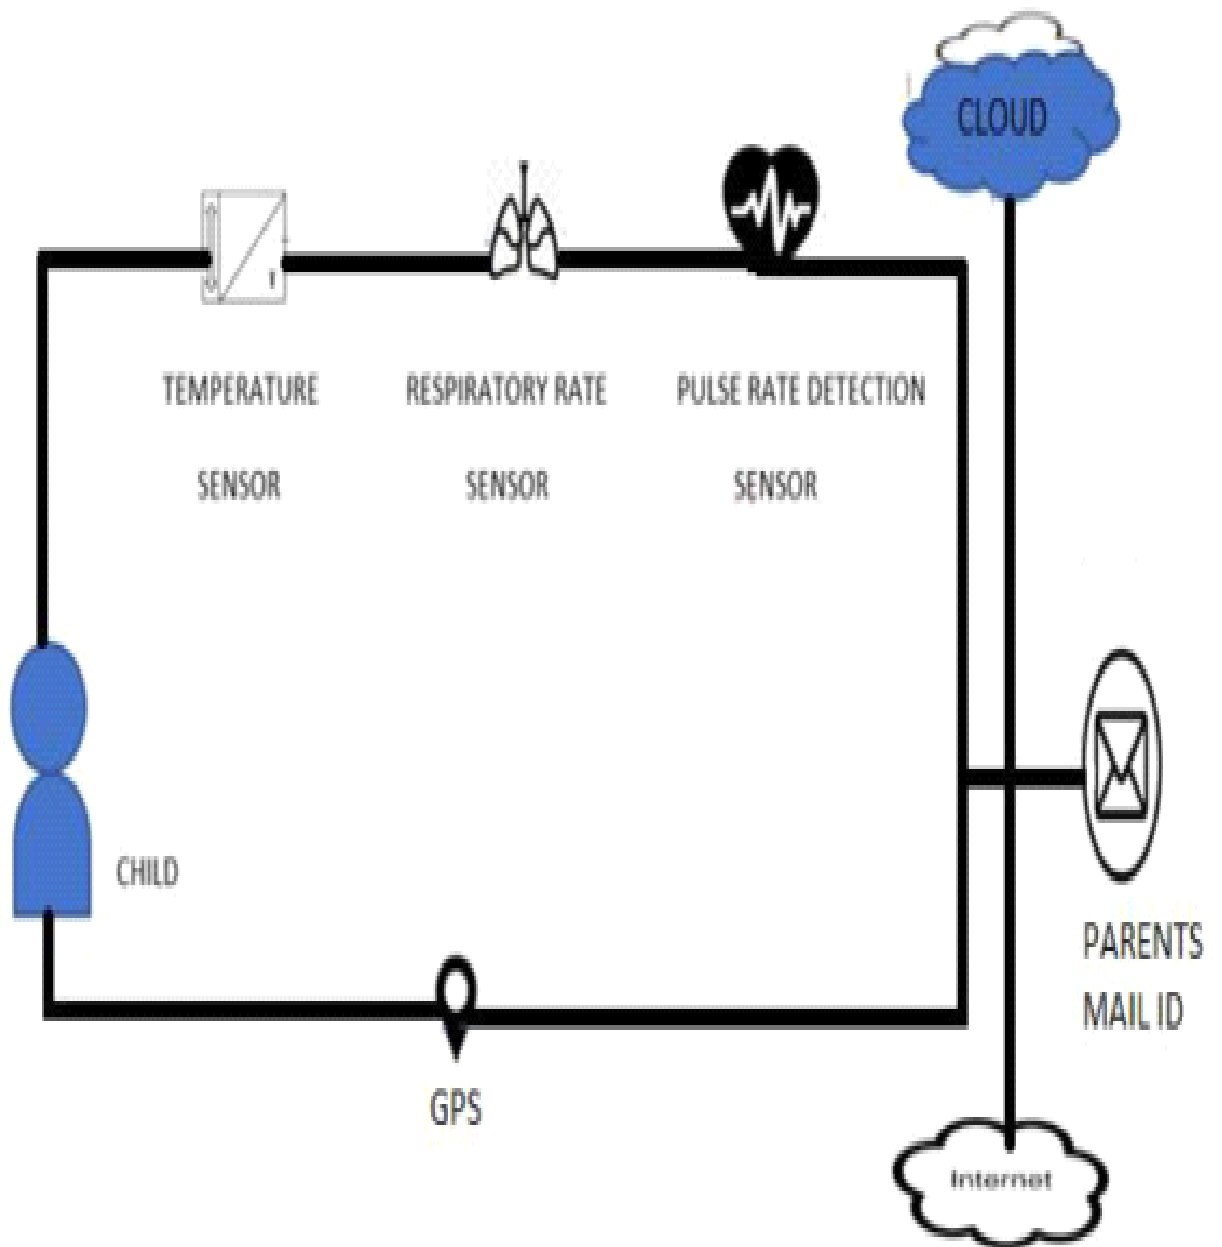 CLOUD
TEMPERATURE
SENSOR
RESPIRATORY RATE
SENSOR
PULSE RATE DETECTION
SENSOR
CHILD
PARENTS
MAIL ID
GPS
Internet